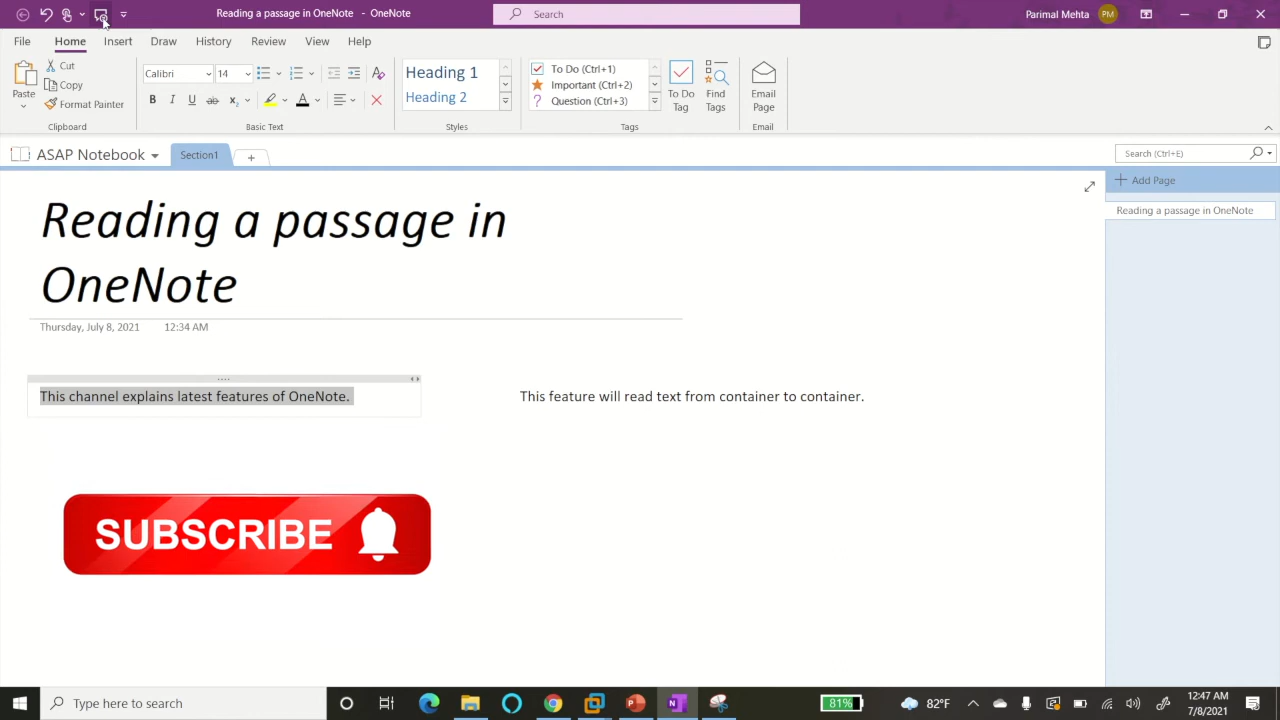 Reading a passage in OneNote - OneNote
Search
Parimal Mehta PM
File Home Insert Draw History Review View Help
Paste
Cut
Copy
Format Painter
Clipboard
Calibri 14
B I U ab x₂ A
Basic Text
Heading 1
Heading 2
Styles
To Do (Ctrl+1)
Important (Ctrl+2)
Question (Ctrl+3)
To Do
Tag
Find
Tags
Tags
Email
Page
Email
ASAP Notebook Section1
Search (Ctrl+E)
Add Page
Reading a passage in OneNote
Reading a passage in
OneNote
Thursday, July 8, 2021 12:34 AM
This channel explains latest features of OneNote.
This feature will read text from container to container.
SUBSCRIBE
Type here to search
81%
82°F
12:47 AM
7/8/2021